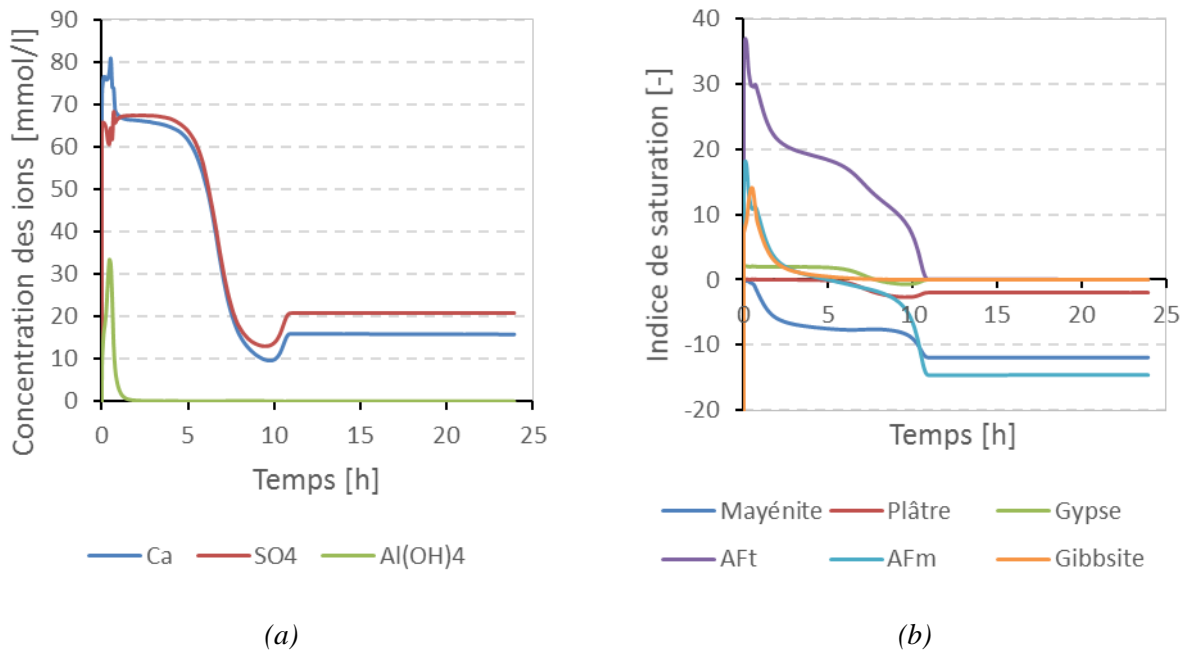 Concentration des ions [mmol/l]
90
80
70
60
50
40
30
20
10
0
0 5 10 15 20 25
Temps [h]
Ca SO4 Al(OH)4
(a)
Indice de saturation [-]
40
30
20
10
0
-10
-20
0 5 10 15 20 25
Temps [h]
Mayénite Plâtre Gypse
AFt AFm Gibbsite
(b)